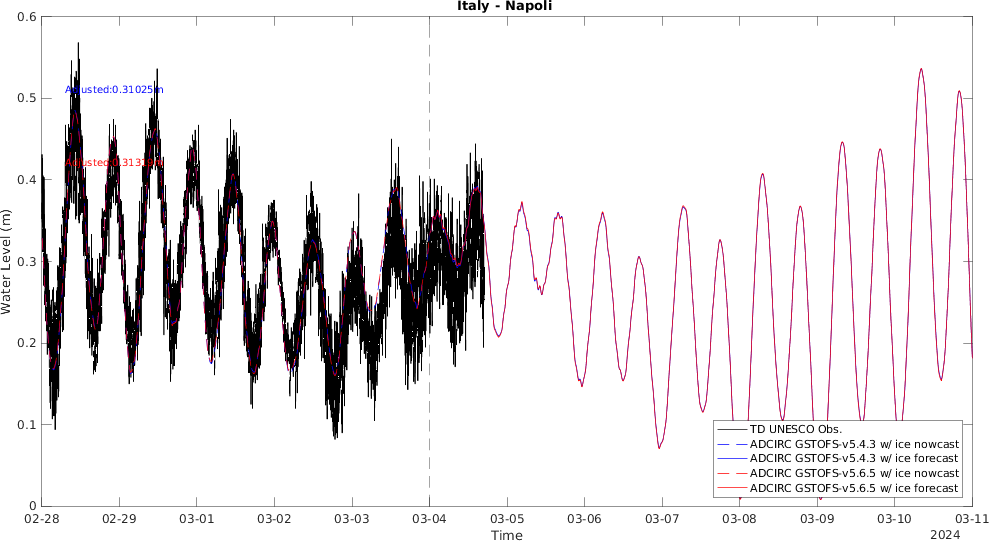 Italy - Napoli
Water Level (m)
0.6
0.5
0.4
0.3
0.2
0.1
0
Adjusted:0.31025m
TD UNESCO Obs.
ADCIRC GSTOFS-v5.4.3 w/ ice nowcast
ADCIRC GSTOFS-v5.4.3 w/ ice forecast
ADCIRC GSTOFS-v5.6.5 w/ ice nowcast
ADCIRC GSTOFS-v5.6.5 w/ ice forecast
02-28 02-29 03-01 03-02 03-03 03-04 03-05 03-06 03-07 03-08 03-09 03-10 03-11
Time
2024